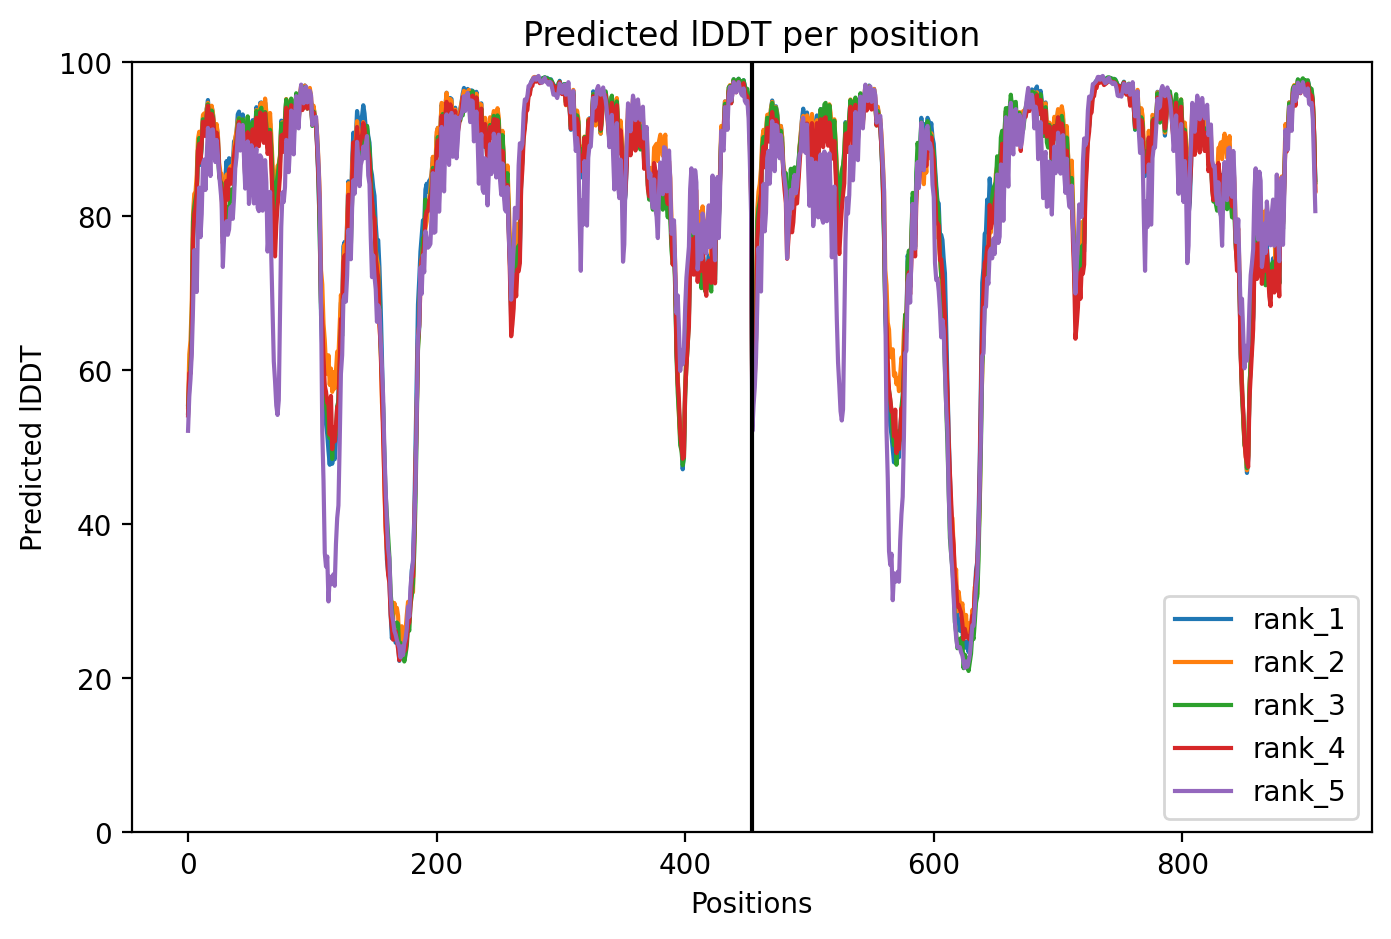 Predicted lDDT per position
100
80
60
40
20
0
Predicted lDDT
0
200
400
600
800
Positions
rank_1
rank_2
rank_3
rank_4
rank_5